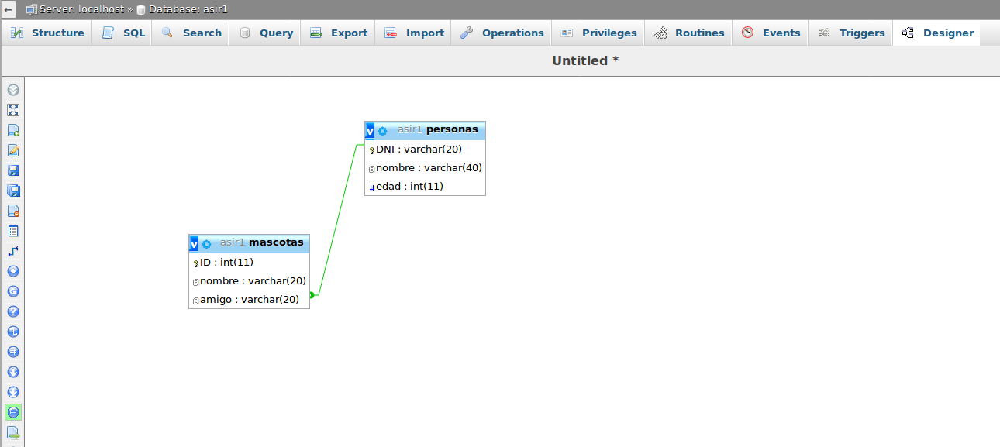 Server: localhost » Database: asir1
Structure SQL Search Query Export Import Operations Privileges Routines Events Triggers Designer
Untitled *
v asir1 personas
DNI : varchar(20)
nombre : varchar(40)
# edad : int(11)
v asir1 mascotas
ID : int(11)
nombre : varchar(20)
amigo : varchar(20)